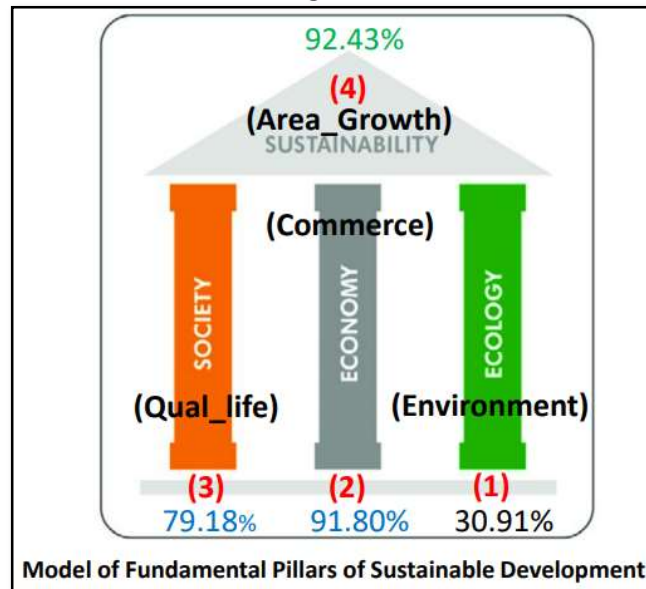 92.43%
(4)
(Area_Growth)
SUSTAINABILITY
(Commerce)
SOCIETY
ECONOMY
ECOLOGY
(Qual_life)
(Environment)
(3) (2) (1)
79.18% 91.80% 30.91%
Model of Fundamental Pillars of Sustainable Development